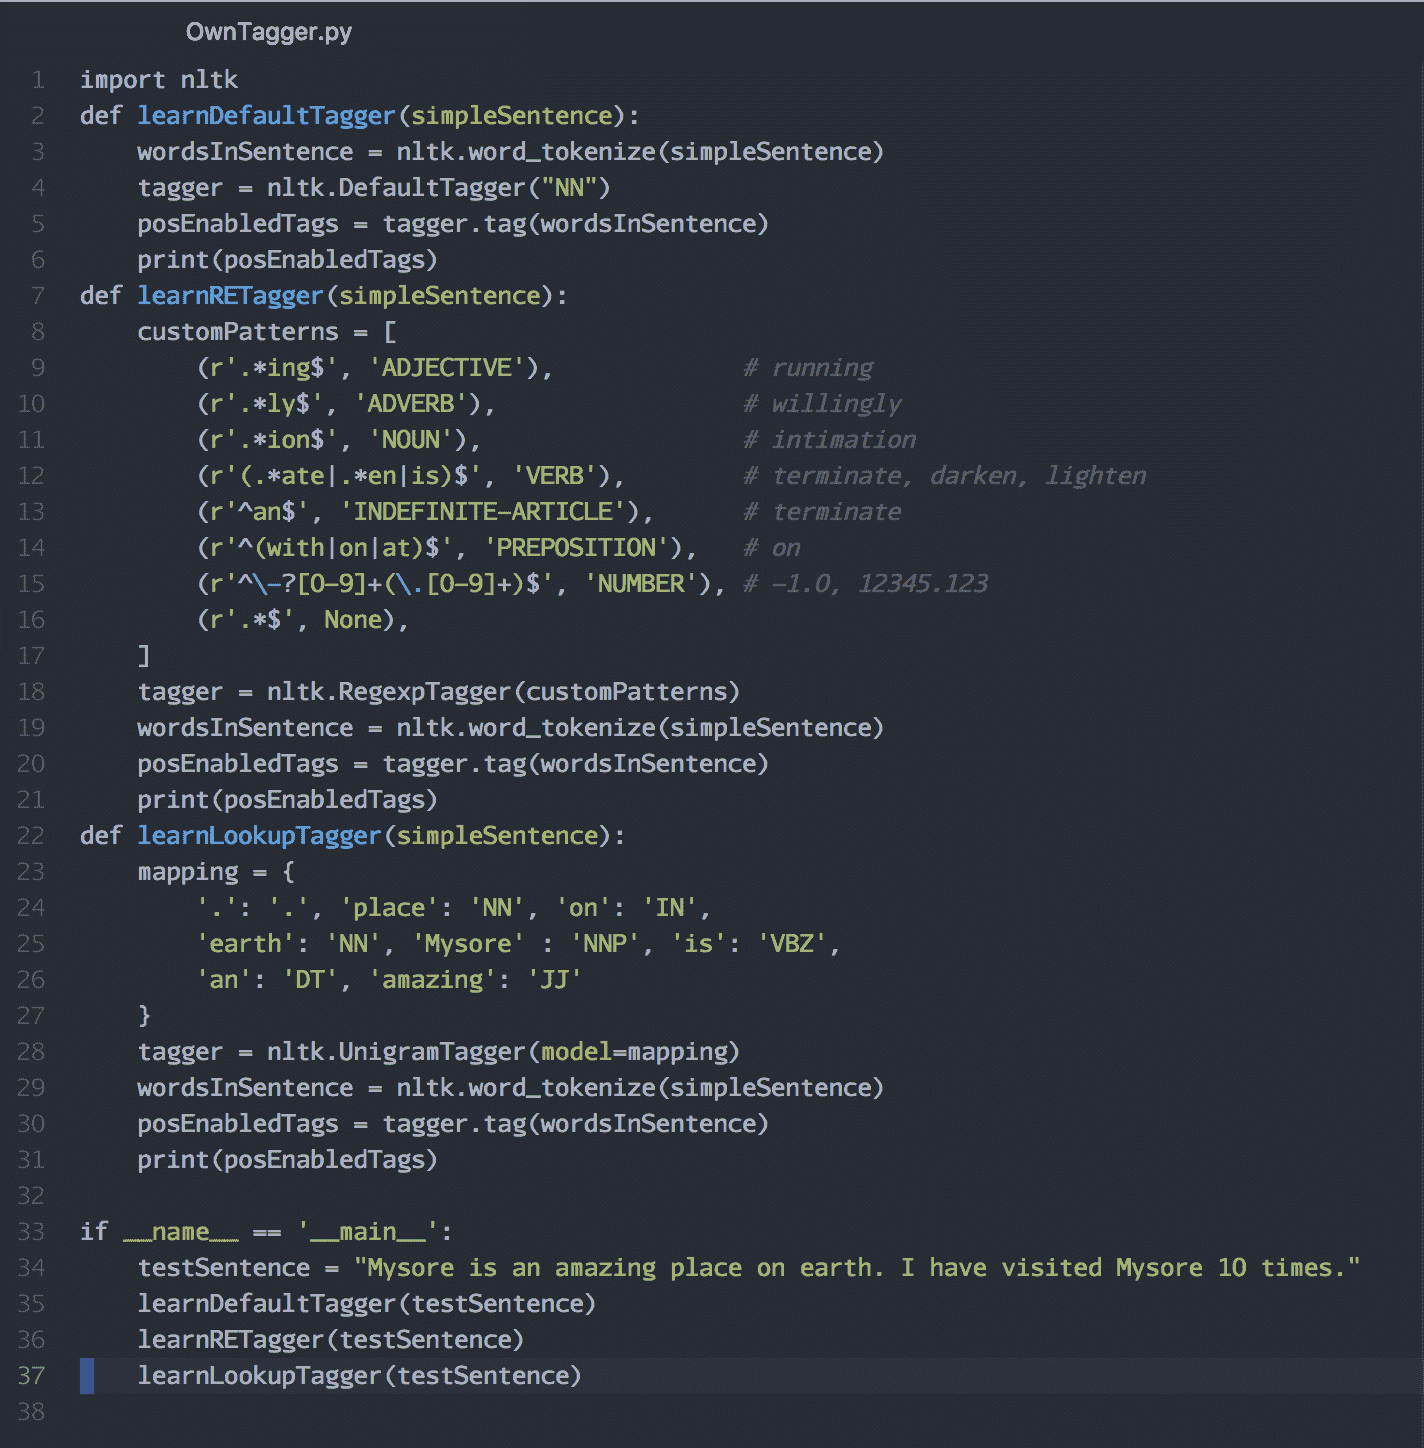 OwnTagger.py
1 import nltk
2 def learnDefaultTagger(simpleSentence):
3     wordsInSentence = nltk.word_tokenize(simpleSentence)
4     tagger = nltk.DefaultTagger("NN")
5     posEnabledTags = tagger.tag(wordsInSentence)
6     print(posEnabledTags)
7 def learnRETagger(simpleSentence):
8     customPatterns = [
9         (r'.*ing$', 'ADJECTIVE'),             # running
10         (r'.*ly$', 'ADVERB'),                 # willingly
11         (r'.*ion$', 'NOUN'),                  # intimation
12         (r'(.*ate|.*en|is)$', 'VERB'),        # terminate, darken, lighten
13         (r'^an$', 'INDEFINITE-ARTICLE'),      # terminate
14         (r'^(with|on|at)$', 'PREPOSITION'),   # on
15         (r'^\-?[0-9]+(\.[0-9]+)$', 'NUMBER'), # -1.0, 12345.123
16         (r'.*$', None),
17     ]
18     tagger = nltk.RegexpTagger(customPatterns)
19     wordsInSentence = nltk.word_tokenize(simpleSentence)
20     posEnabledTags = tagger.tag(wordsInSentence)
21     print(posEnabledTags)
22 def learnLookupTagger(simpleSentence):
23     mapping = {
24         '.': '.', 'place': 'NN', 'on': 'IN',
25         'earth': 'NN', 'Mysore' : 'NNP', 'is': 'VBZ',
26         'an': 'DT', 'amazing': 'JJ'
27     }
28     tagger = nltk.UnigramTagger(model=mapping)
29     wordsInSentence = nltk.word_tokenize(simpleSentence)
30     posEnabledTags = tagger.tag(wordsInSentence)
31     print(posEnabledTags)
32
33 if __name__ == '__main__':
34     testSentence = "Mysore is an amazing place on earth. I have visited Mysore 10 times."
35     learnDefaultTagger(testSentence)
36     learnRETagger(testSentence)
37     learnLookupTagger(testSentence)
38